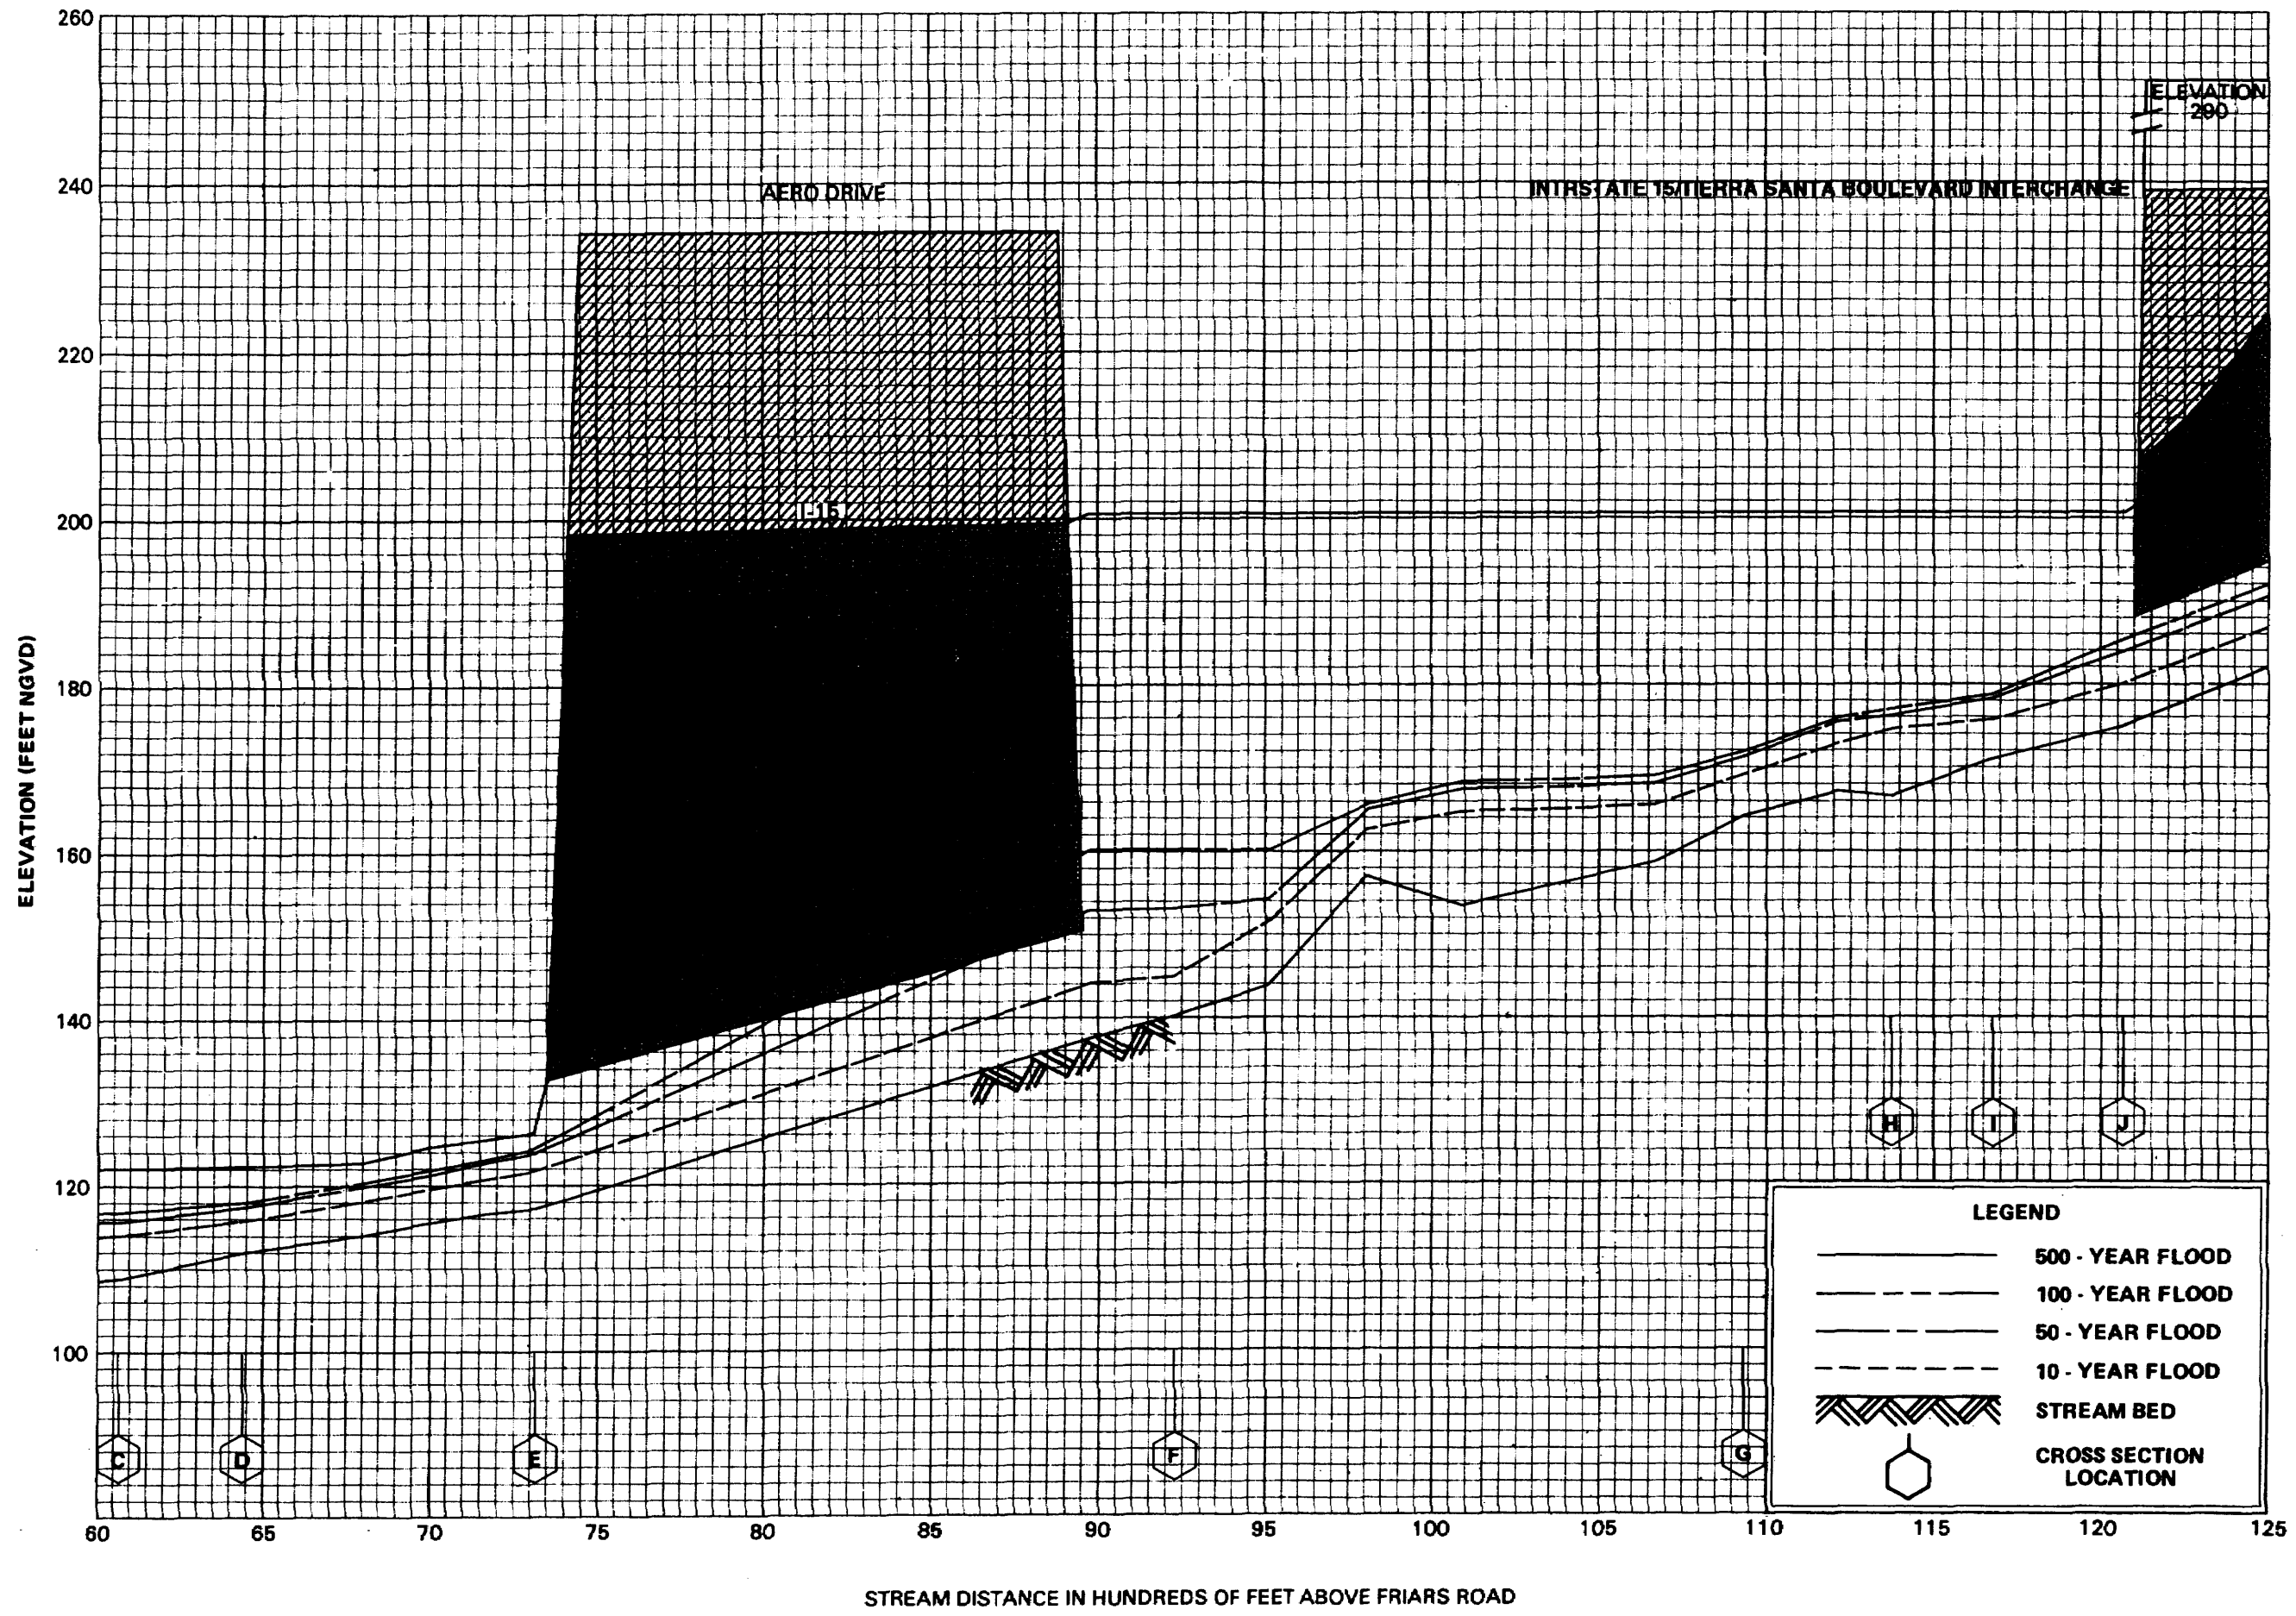 260
240
220
200
180
160
140
120
100
ELEVATION (FEET NGVD)
AERO DRIVE
I-15
INTRSTATE 15/TIERRA SANTA BOULEVARD INTERCHANGE
ELEVATION
290
C
D
E
F
G
H
I
J
LEGEND
500 - YEAR FLOOD
100 - YEAR FLOOD
50 - YEAR FLOOD
10 - YEAR FLOOD
STREAM BED
CROSS SECTION
LOCATION
60 65 70 75 80 85 90 95 100 105 110 115 120 125
STREAM DISTANCE IN HUNDREDS OF FEET ABOVE FRIARS ROAD